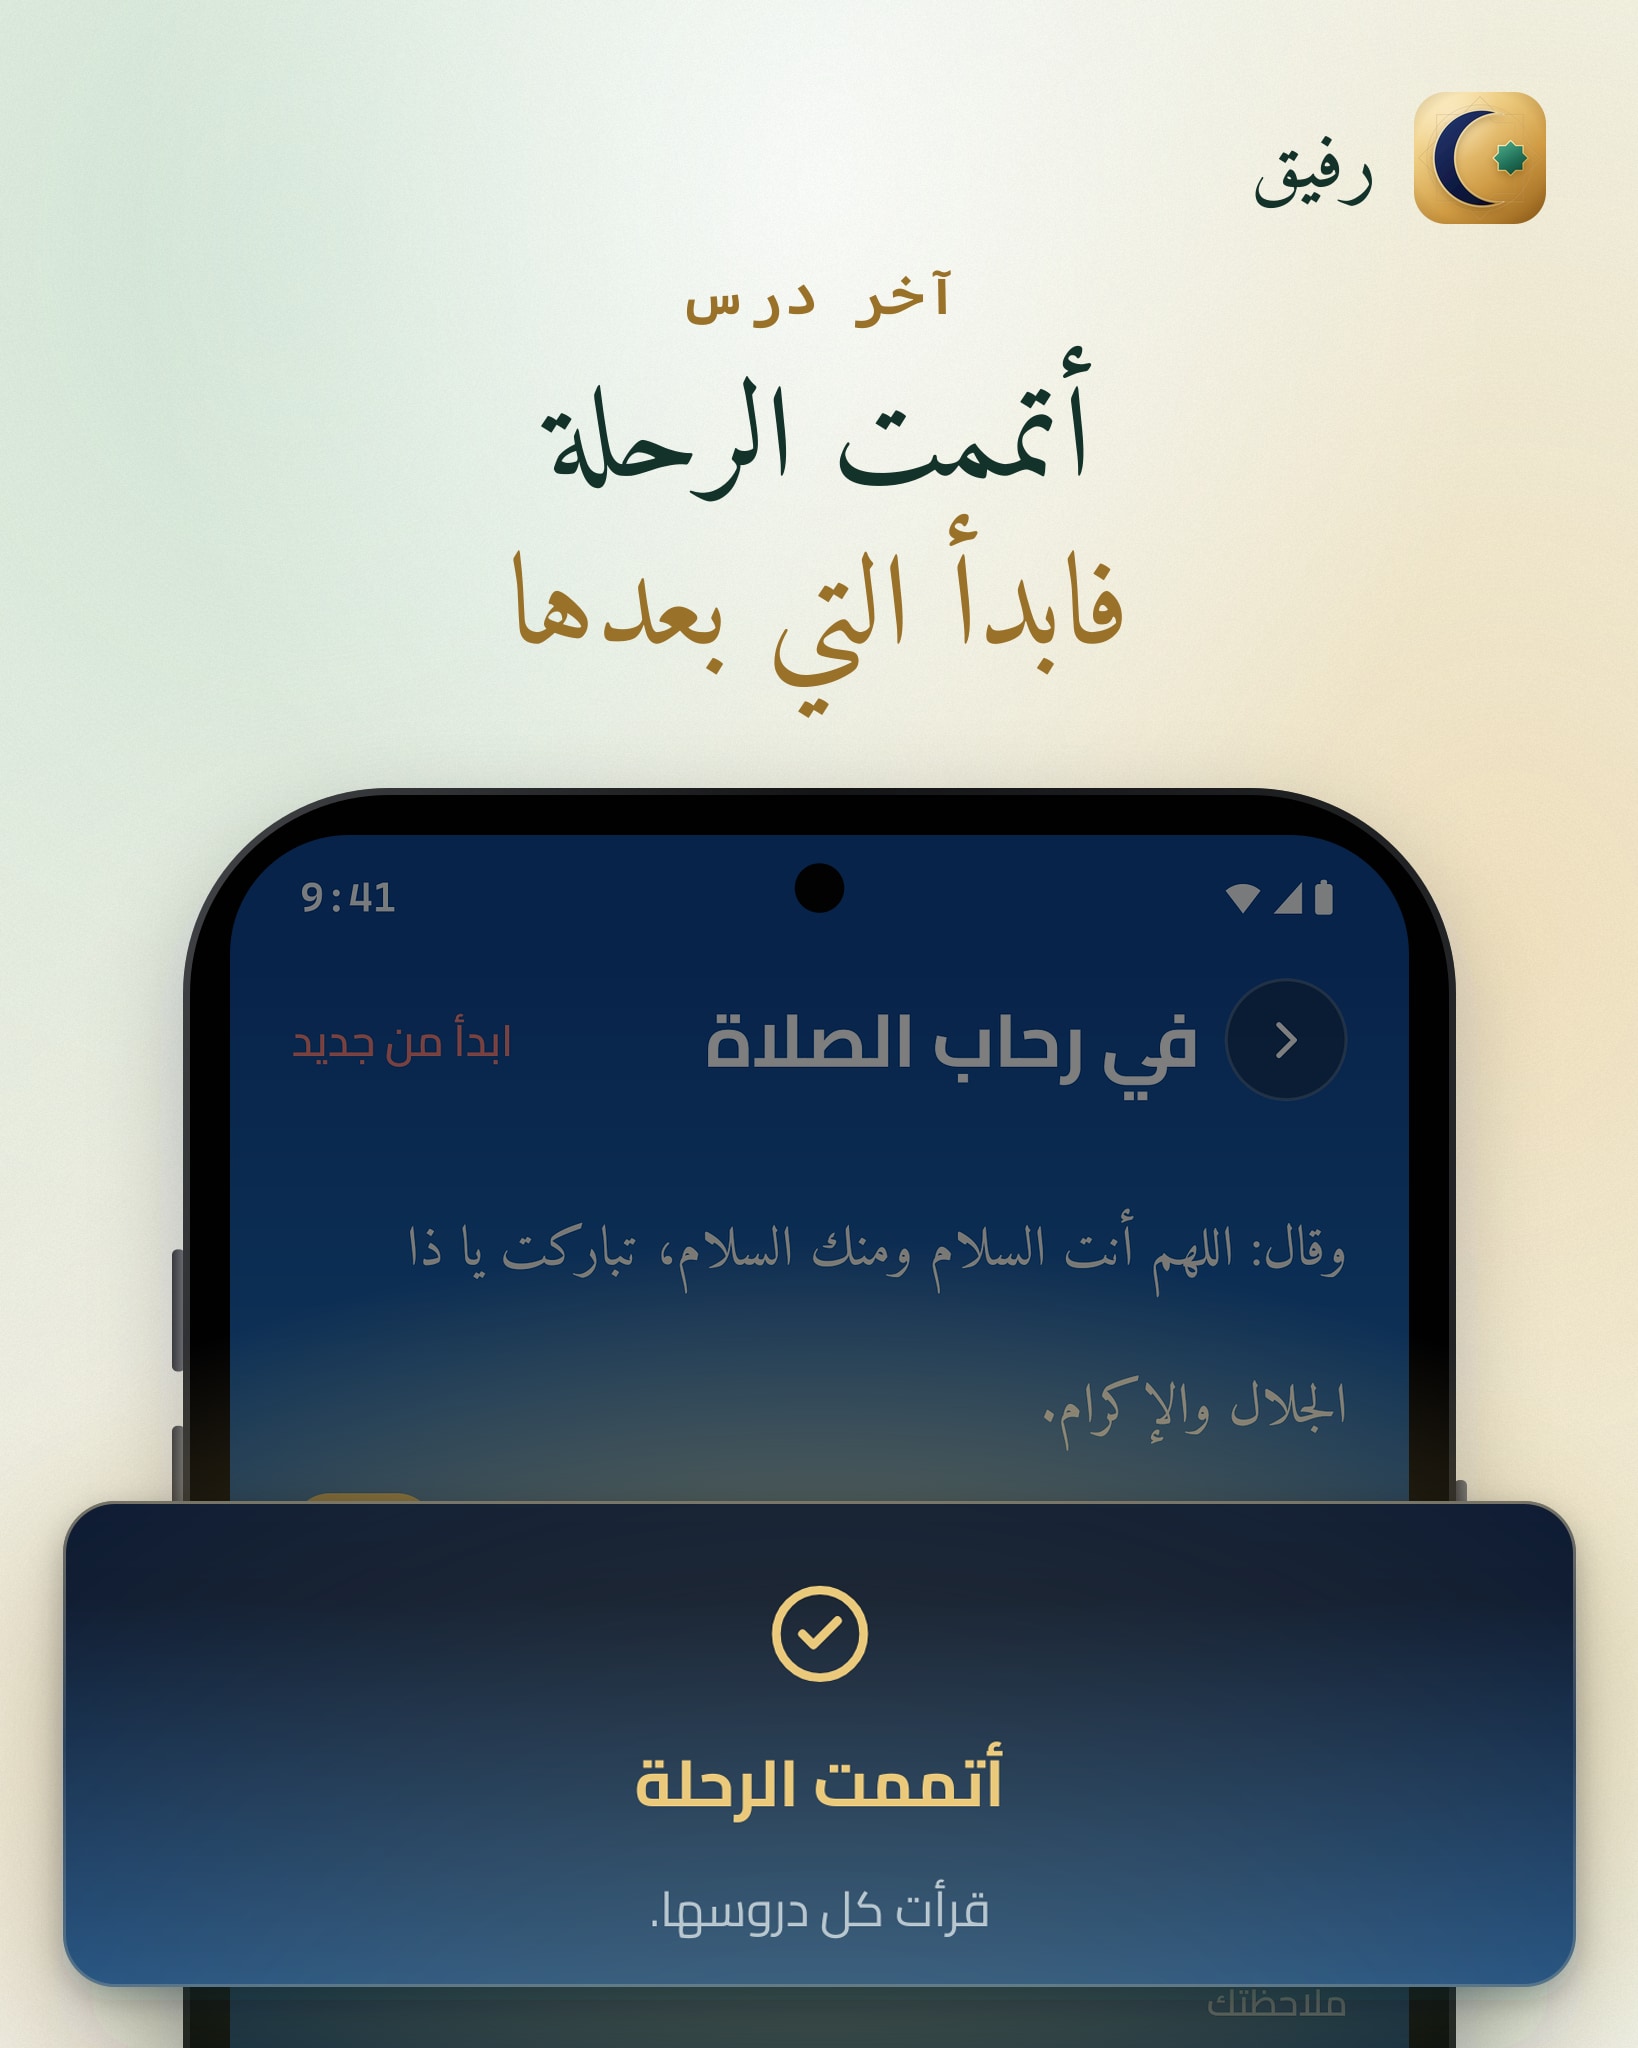 رفيق
آخر درس
أتممت الرحلة
فابدأ التي بعدها
9:41
في رحاب الصلاة
ابدأ من جديد
وقال: اللهم أنت السلام ومنك السلام، تباركت يا ذا
الجلال والإكرام.
أتممت الرحلة
قرأت كل دروسها.
ملاحظتك